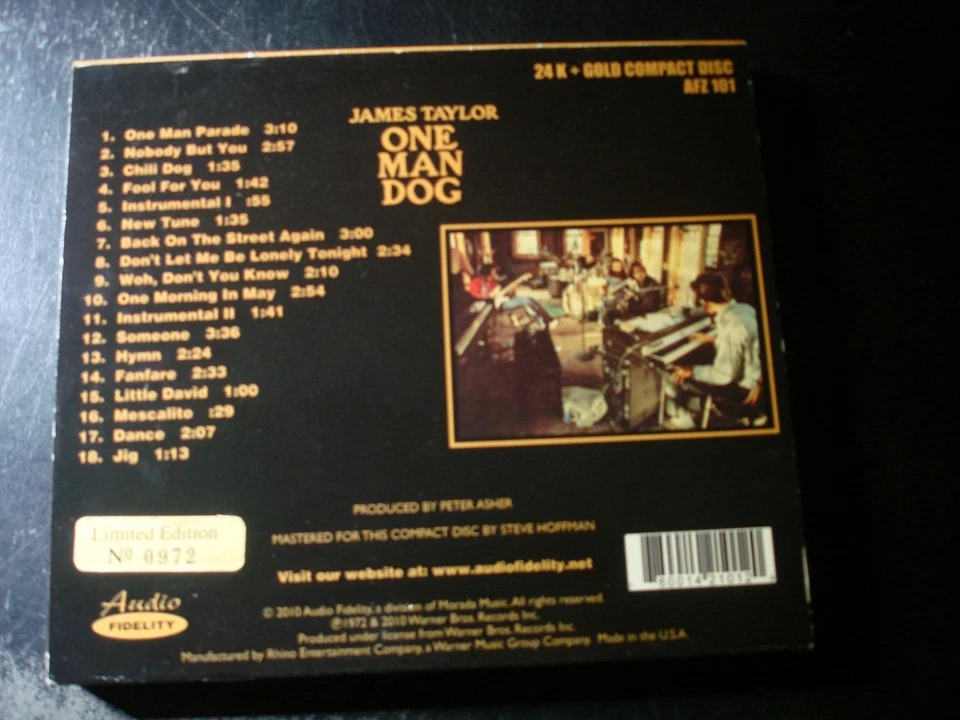 24 K + GOLD COMPACT DISC
AFZ 101
JAMES TAYLOR
ONE
MAN
DOG
1. One Man Parade 3:10
2. Nobody But You 2:57
3. Chili Dog 1:35
4. Fool For You 1:42
5. Instrumental I :55
6. New Tune 1:35
7. Back On The Street Again 3:00
8. Don't Let Me Be Lonely Tonight 2:34
9. Woh, Don't You Know 2:10
10. One Morning In May 2:54
11. Instrumental II 1:41
12. Someone 3:36
13. Hymn 2:24
14. Fanfare 2:33
15. Little David 1:00
16. Mescalito :29
17. Dance 2:07
18. Jig 1:13
PRODUCED BY PETER ASHER
MASTERED FOR THIS COMPACT DISC BY STEVE HOFFMAN
Limited Edition
Nº 0972
Visit our website at: www.audiofidelity.net
Audio
FIDELITY
© 2010 Audio Fidelity, a division of Morada Music. All rights reserved.
℗1972 & 2010 Warner Bros. Records Inc.
Produced under license from Warner Bros. Records Inc.
Manufactured by Rhino Entertainment Company, a Warner Music Group Company. Made in the U.S.A.